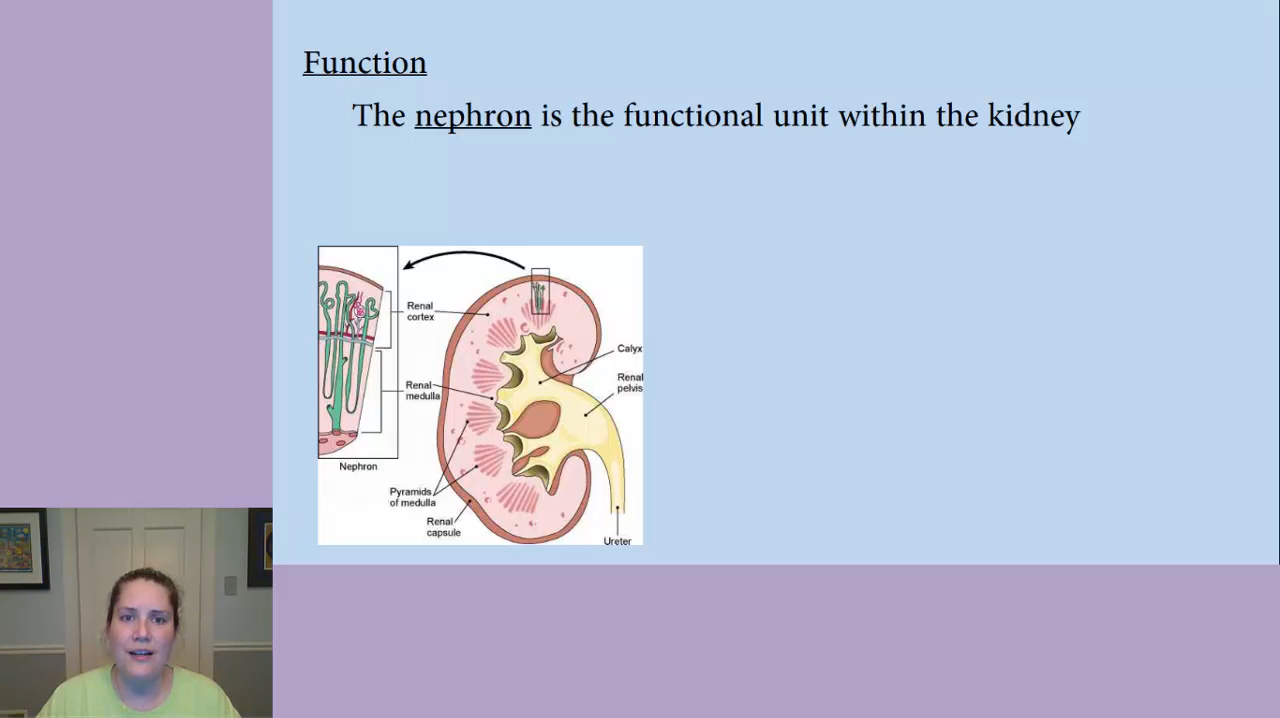 Function
The nephron is the functional unit within the kidney
Renal
cortex
Calyx
Renal
pelvis
Renal
medulla
Nephron
Pyramids
of medulla
Renal
capsule
Ureter